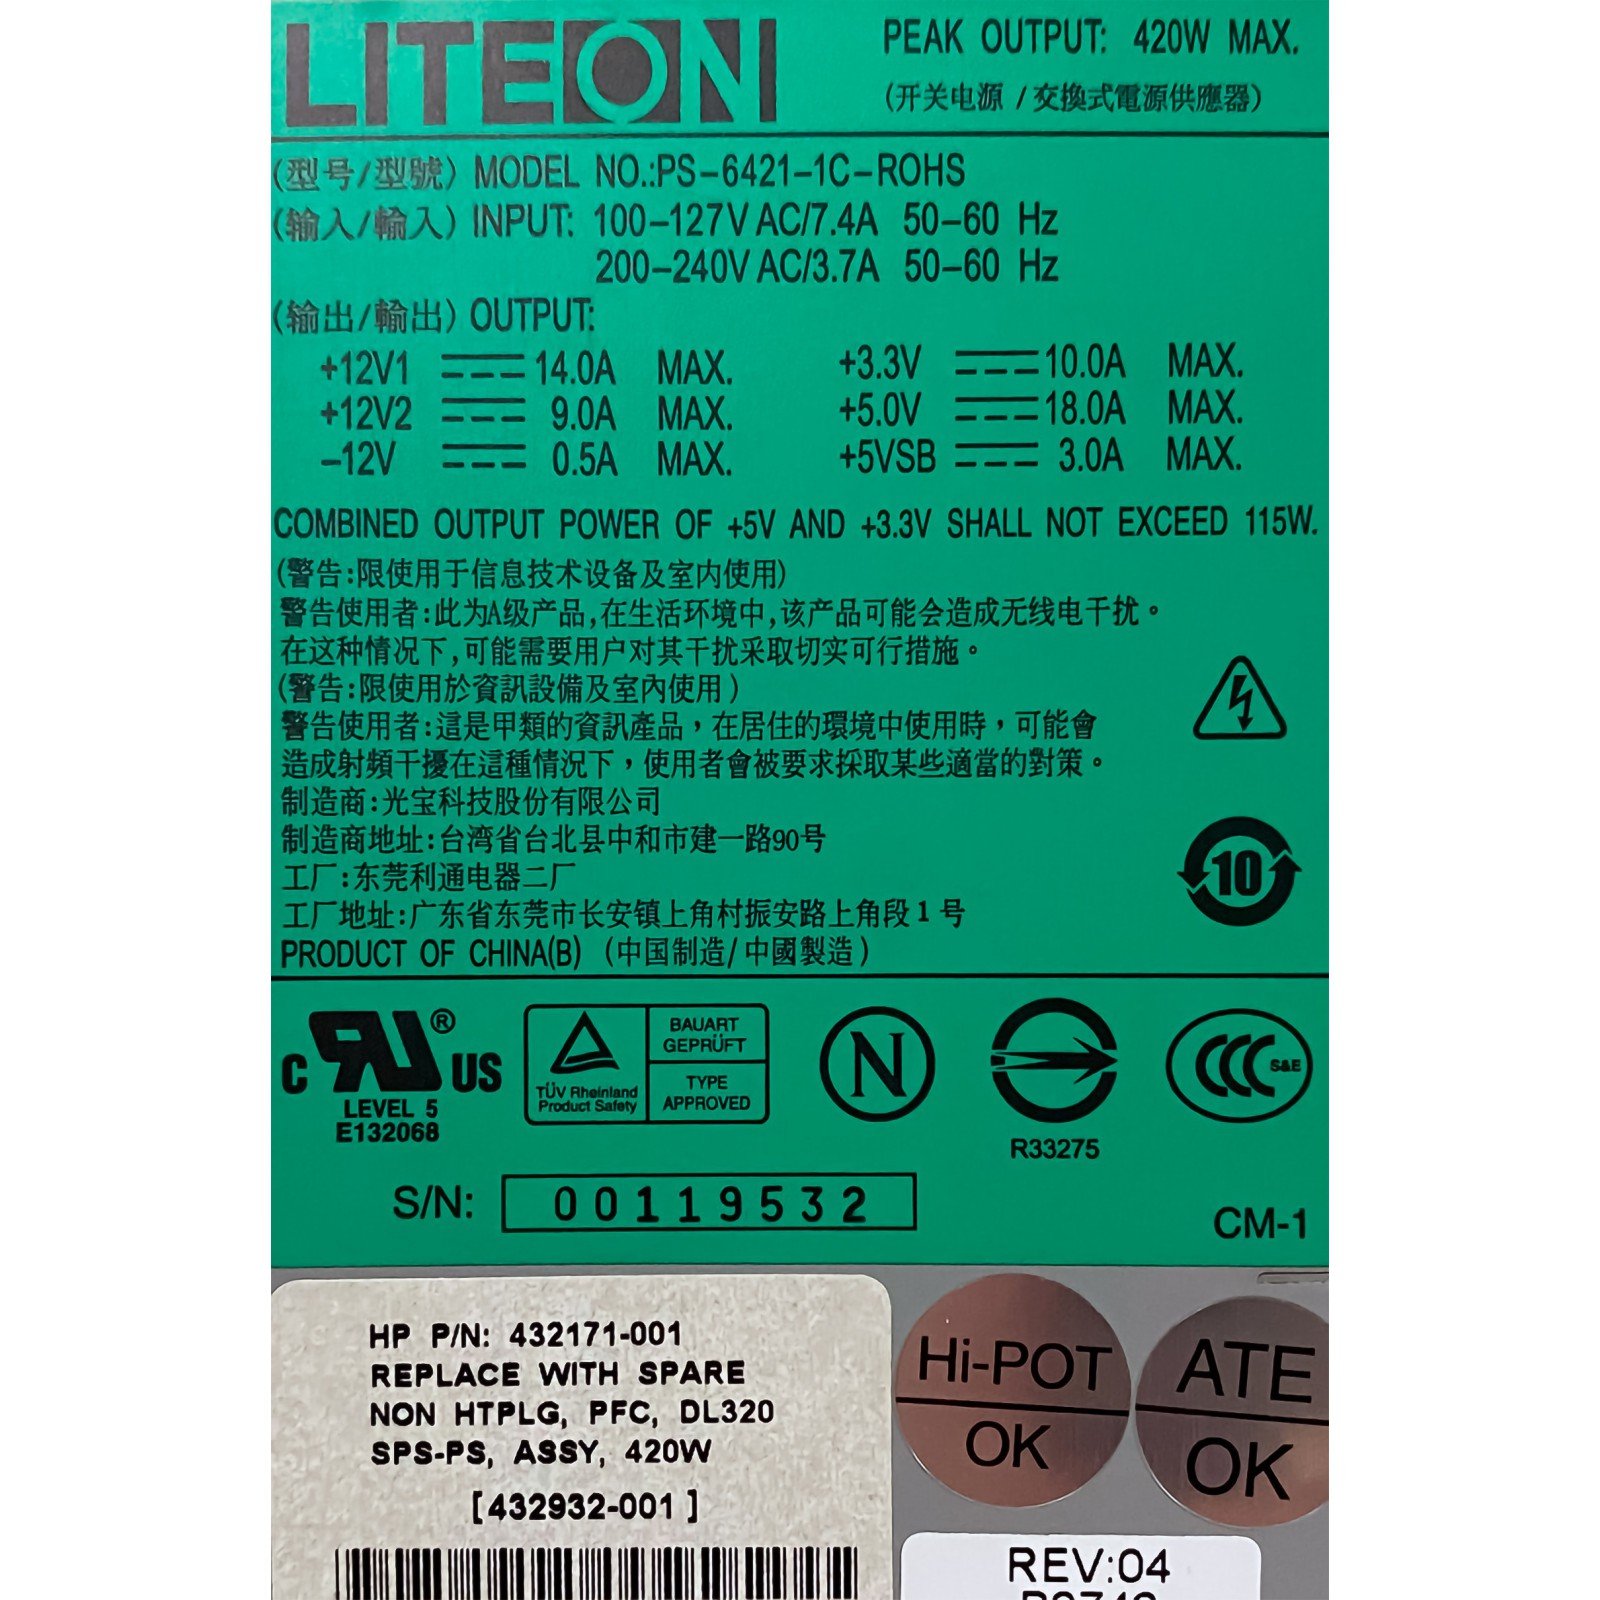 LITEON
PEAK OUTPUT: 420W MAX.
(开关电源 /交換式電源供應器)
(型号/型號) MODEL NO.:PS-6421-1C-ROHS
(输入/輸入) INPUT: 100-127V AC/7.4A 50-60 Hz
200-240V AC/3.7A 50-60 Hz
(输出/輸出) OUTPUT:
+12V1 14.0A MAX. +3.3V 10.0A MAX.
+12V2 9.0A MAX. +5.0V 18.0A MAX.
-12V 0.5A MAX. +5VSB 3.0A MAX.
COMBINED OUTPUT POWER OF +5V AND +3.3V SHALL NOT EXCEED 115W.
(警告:限使用于信息技术设备及室内使用)
警告使用者:此为A级产品,在生活环境中,该产品可能会造成无线电干扰。
在这种情况下,可能需要用户对其干扰采取切实可行措施。
(警告:限使用於資訊設備及室內使用)
警告使用者:這是甲類的資訊產品,在居住的環境中使用時,可能會
造成射頻干擾在這種情況下,使用者會被要求採取某些適當的對策。
制造商:光宝科技股份有限公司
制造商地址:台湾省台北县中和市建一路90号
工厂:东莞利通电器二厂
工厂地址:广东省东莞市长安镇上角村振安路上角段1号
PRODUCT OF CHINA(B) (中国制造/中國製造)
10
C RU ® US
LEVEL 5
E132068
TÜV Rheinland
Product Safety
BAUART
GEPRÜFT
TYPE
APPROVED
N
R33275
CCC S&E
S/N: 00119532
CM-1
HP P/N: 432171-001
REPLACE WITH SPARE
NON HTPLG, PFC, DL320
SPS-PS, ASSY, 420W
[432932-001 ]
Hi-POT
OK
ATE
OK
REV:04